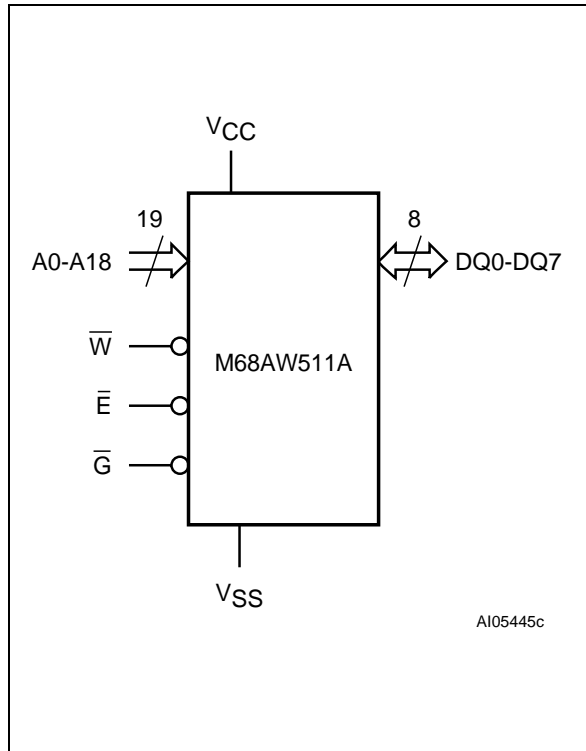 VCC
19
8
A0-A18
DQ0-DQ7
W̅
M68AW511A
E̅
G̅
VSS
AI05445c